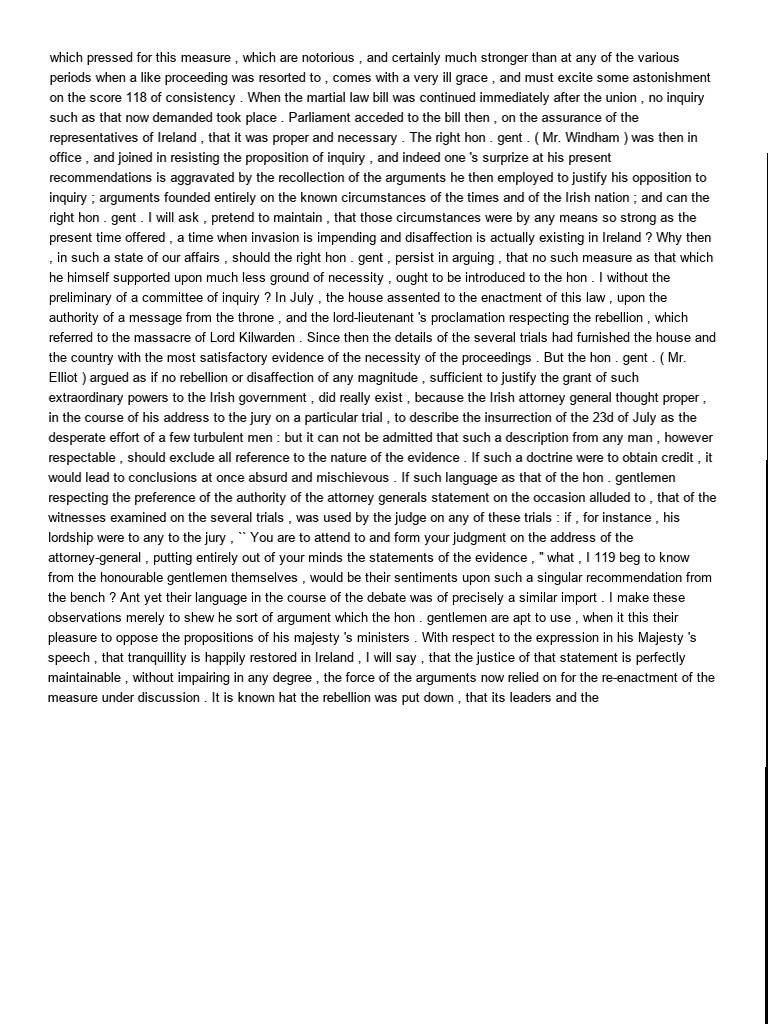 which pressed for this measure , which are notorious , and certainly much stronger than at any of the various
periods when a like proceeding was resorted to , comes with a very ill grace , and must excite some astonishment
on the score 118 of consistency . When the martial law bill was continued immediately after the union , no inquiry
such as that now demanded took place . Parliament acceded to the bill then , on the assurance of the
representatives of Ireland , that it was proper and necessary . The right hon . gent . ( Mr. Windham ) was then in
office , and joined in resisting the proposition of inquiry , and indeed one 's surprize at his present
recommendations is aggravated by the recollection of the arguments he then employed to justify his opposition to
inquiry ; arguments founded entirely on the known circumstances of the times and of the Irish nation ; and can the
right hon . gent . I will ask , pretend to maintain , that those circumstances were by any means so strong as the
present time offered , a time when invasion is impending and disaffection is actually existing in Ireland ? Why then
, in such a state of our affairs , should the right hon . gent , persist in arguing , that no such measure as that which
he himself supported upon much less ground of necessity , ought to be introduced to the hon . I without the
preliminary of a committee of inquiry ? In July , the house assented to the enactment of this law , upon the
authority of a message from the throne , and the lord-lieutenant 's proclamation respecting the rebellion , which
referred to the massacre of Lord Kilwarden . Since then the details of the several trials had furnished the house and
the country with the most satisfactory evidence of the necessity of the proceedings . But the hon . gent . ( Mr.
Elliot ) argued as if no rebellion or disaffection of any magnitude , sufficient to justify the grant of such
extraordinary powers to the Irish government , did really exist , because the Irish attorney general thought proper ,
in the course of his address to the jury on a particular trial , to describe the insurrection of the 23d of July as the
desperate effort of a few turbulent men : but it can not be admitted that such a description from any man , however
respectable , should exclude all reference to the nature of the evidence . If such a doctrine were to obtain credit , it
would lead to conclusions at once absurd and mischievous . If such language as that of the hon . gentlemen
respecting the preference of the authority of the attorney generals statement on the occasion alluded to , that of the
witnesses examined on the several trials , was used by the judge on any of these trials : if , for instance , his
lordship were to any to the jury , `` You are to attend to and form your judgment on the address of the
attorney-general , putting entirely out of your minds the statements of the evidence , " what , I 119 beg to know
from the honourable gentlemen themselves , would be their sentiments upon such a singular recommendation from
the bench ? Ant yet their language in the course of the debate was of precisely a similar import . I make these
observations merely to shew he sort of argument which the hon . gentlemen are apt to use , when it this their
pleasure to oppose the propositions of his majesty 's ministers . With respect to the expression in his Majesty 's
speech , that tranquillity is happily restored in Ireland , I will say , that the justice of that statement is perfectly
maintainable , without impairing in any degree , the force of the arguments now relied on for the re-enactment of the
measure under discussion . It is known hat the rebellion was put down , that its leaders and the